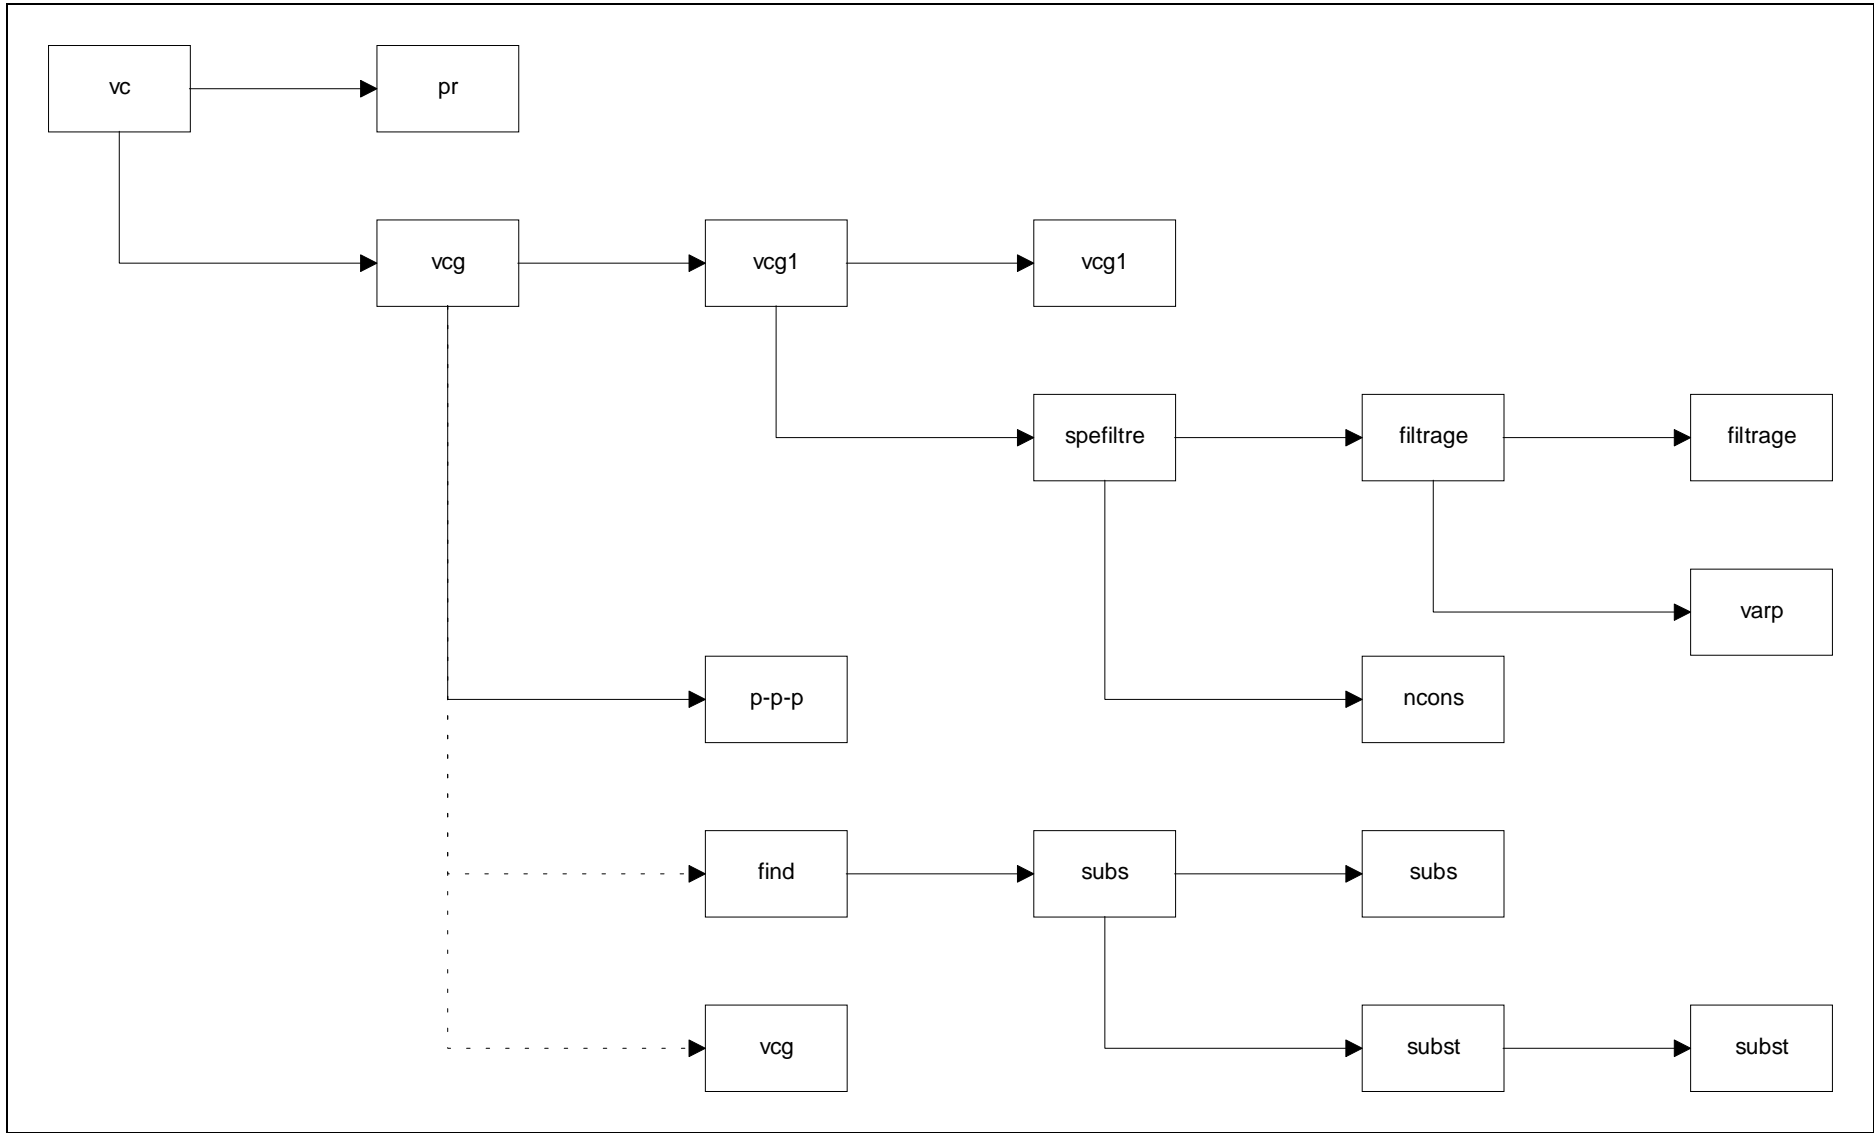 vc
pr
vcg
vcg1
vcg1
spefiltre
filtrage
filtrage
varp
p-p-p
ncons
find
subs
subs
vcg
subst
subst